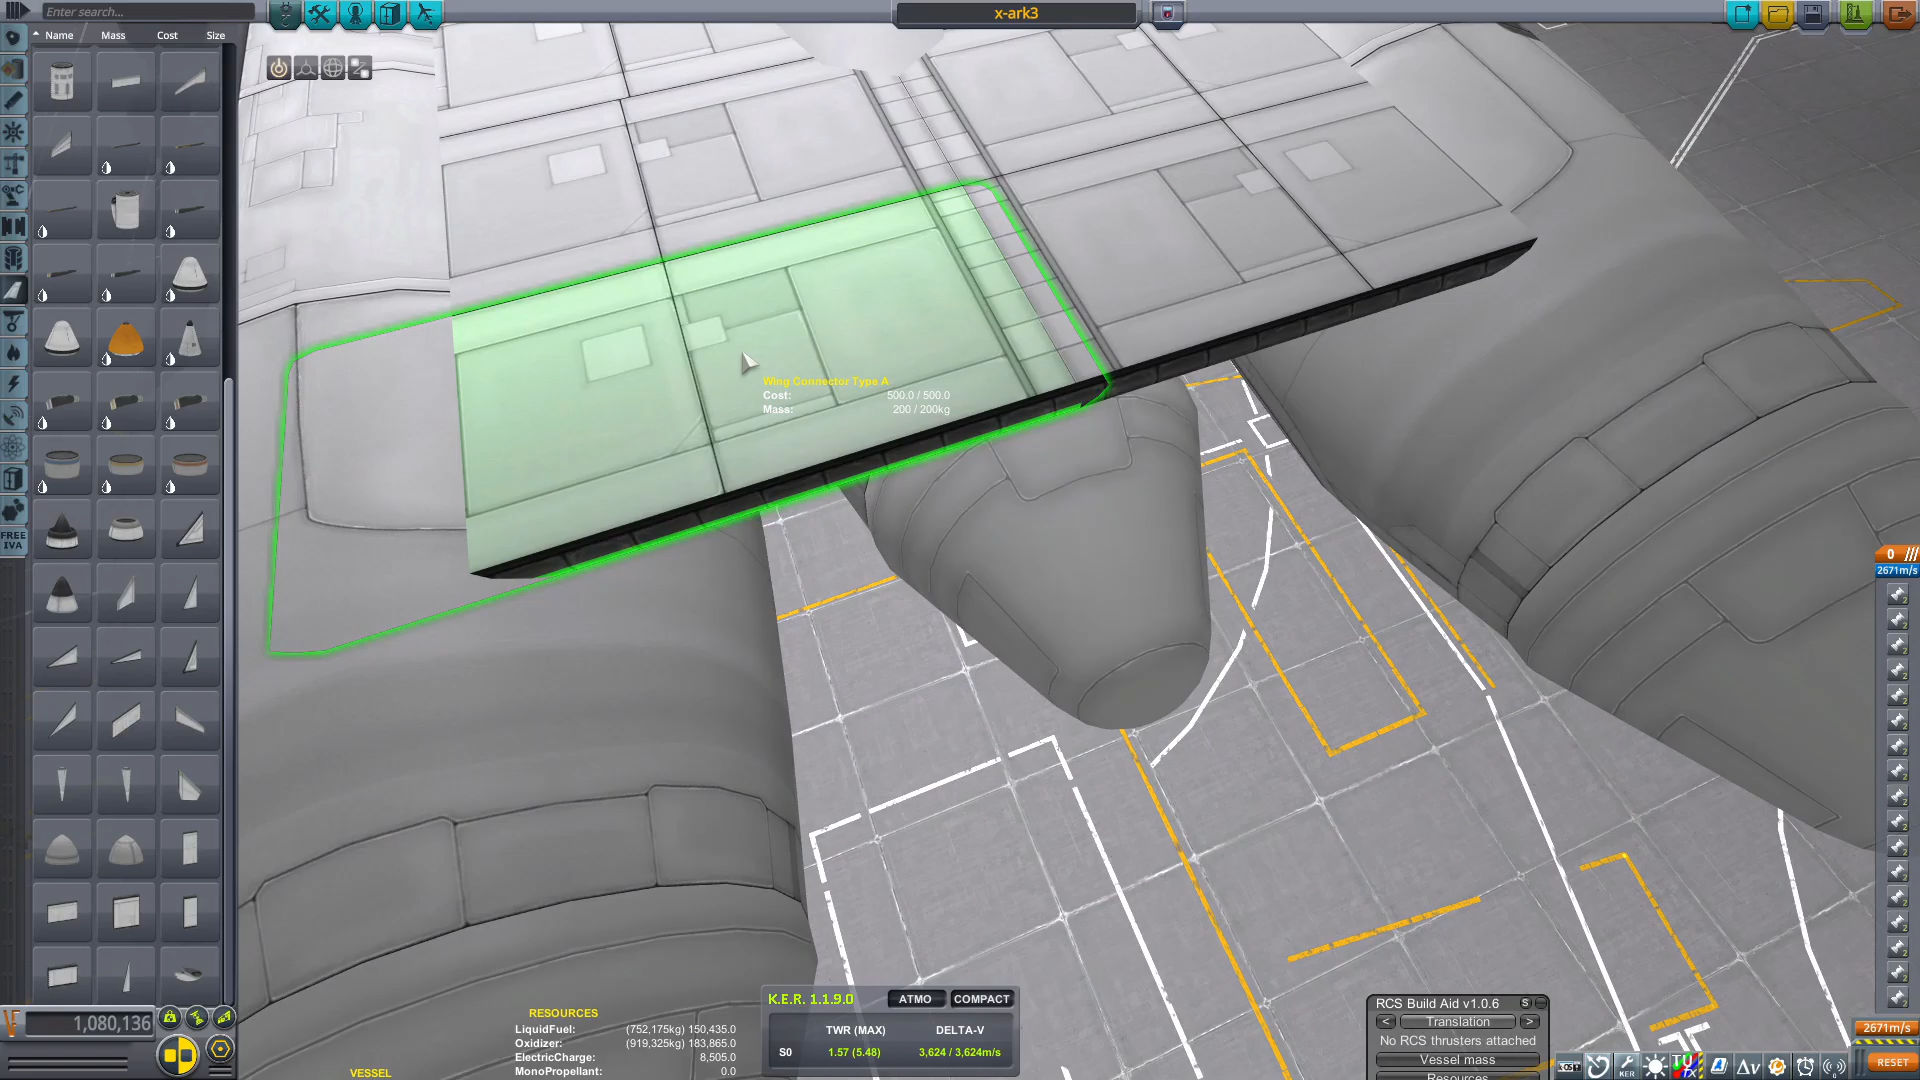 Enter search...
x-ark3
Name Mass Cost Size
Wing Connector Type A
Cost: 500.0 / 500.0
Mass: 200 / 200kg
FREE
IVA
0
2671m/s
1,080,136
RESOURCES
LiquidFuel: (752,175kg) 150,435.0
Oxidizer: (919,325kg) 183,865.0
ElectricCharge: 8,505.0
MonoPropellant: 0.0
VESSEL
K.E.R. 1.1.9.0 ATMO COMPACT
TWR (MAX) DELTA-V
S0 1.57 (5.48) 3,624 / 3,624m/s
RCS Build Aid v1.0.6 S
< Translation >
No RCS thrusters attached
Vessel mass
Resources
2671m/s
KER
Δv
RESET